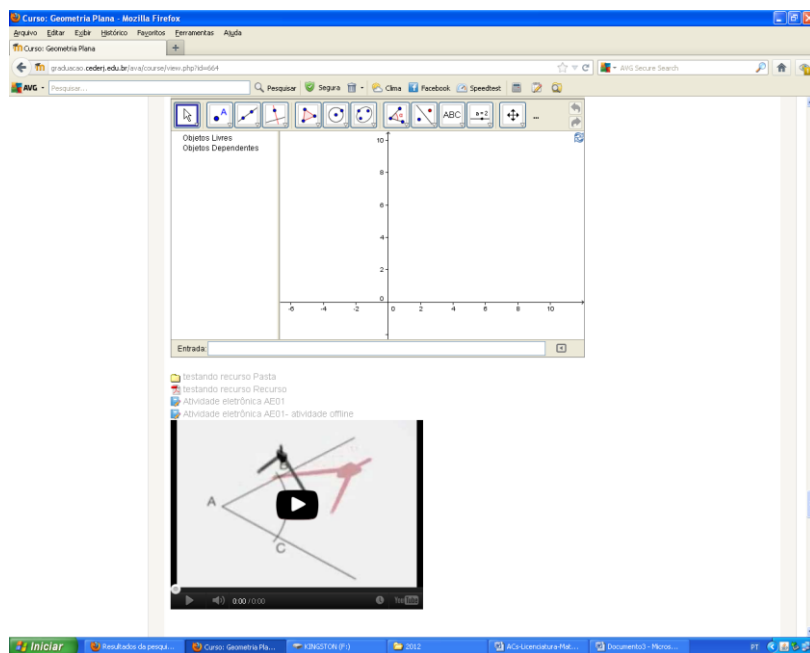 Curso: Geometria Plana - Mozilla Firefox
Arquivo Editar Exibir Histórico Favoritos Ferramentas Ajuda
Curso: Geometria Plana
graduacao.cederj.edu.br/ava/course/view.php?id=664
AVG Secure Search
AVG Pesquisar... Pesquisar Segura Clima Facebook Speedtest
A ABC a=2 ...
Objetos Livres
Objetos Dependentes
10
8
6
4
2
0
-6 -4 -2 0 2 4 6 8 10
Entrada:
testando recurso Pasta
testando recurso Recurso
Atividade eletrônica AE01
Atividade eletrônica AE01- atividade offline
B
A
C
0:00 / 0:00 YouTube
Iniciar Resultados da pesqui... Curso: Geometria Pla... KINGSTON (F:) 2012 ACs-Licenciatura-Mat... Documento3 - Micros... PT